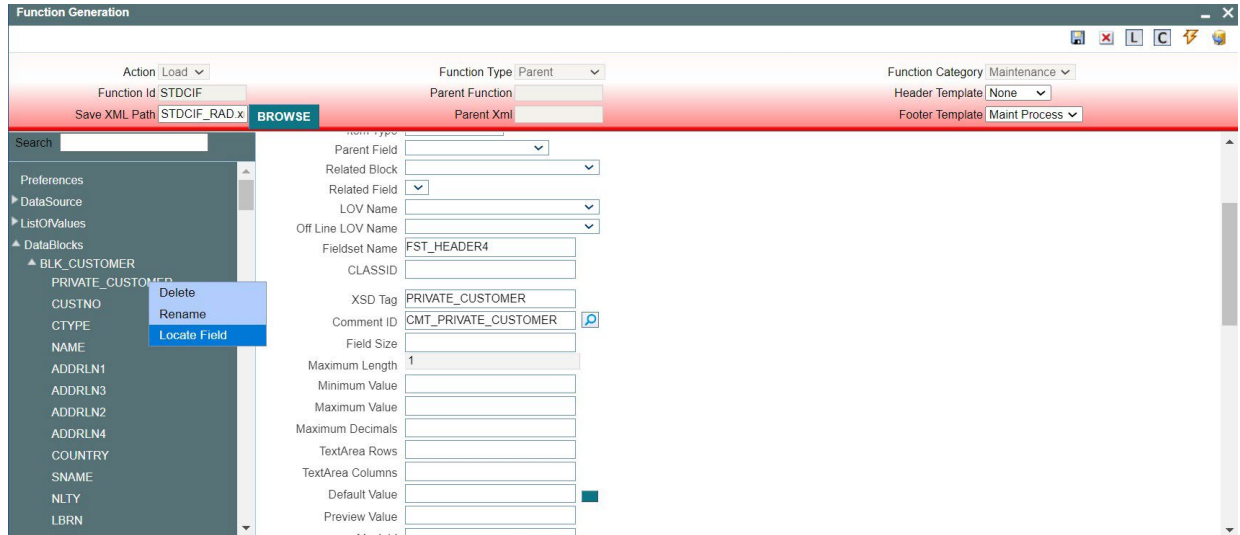 Function Generation
L C
Action Load Function Type Parent Function Category Maintenance
Function Id STDCIF Parent Function Header Template None
Save XML Path STDCIF_RAD.x BROWSE Parent Xml Footer Template Maint Process
Search
Preferences
DataSource
ListOfValues
DataBlocks
BLK_CUSTOMER
PRIVATE_CUSTOMER
CUSTNO
CTYPE
NAME
ADDRLN1
ADDRLN3
ADDRLN2
ADDRLN4
COUNTRY
SNAME
NLTY
LBRN
Delete
Rename
Locate Field
Item Type
Parent Field
Related Block
Related Field
LOV Name
Off Line LOV Name
Fieldset Name FST_HEADER4
CLASSID
XSD Tag PRIVATE_CUSTOMER
Comment ID CMT_PRIVATE_CUSTOMER
Field Size
Maximum Length 1
Minimum Value
Maximum Value
Maximum Decimals
TextArea Rows
TextArea Columns
Default Value
Preview Value